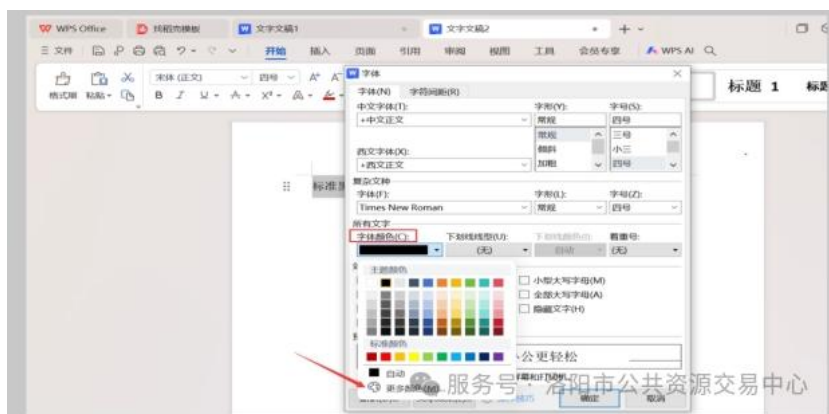 WPS Office 找稻壳模板 文字文稿1 文字文稿2
文件 开始 插入 页面 引用 审阅 视图 工具 会员专享 WPS AI
格式刷 粘贴 宋体 (正文) 四号 标题 1 标题
字体
字体(N) 字符间距(R)
中文字体(T): 字形(Y): 字号(S):
+中文正文 常规 四号
常规 三号
倾斜 小三
西文字体(X):
+西文正文 加粗 四号
复杂文种
字体(F): 字形(L): 字号(Z):
Times New Roman 常规 四号
所有文字
字体颜色(C): 下划线线型(U): 下划线颜色(I): 着重号:
(无) 自动 (无)
主题颜色
小型大写字母(M)
全部大写字母(A)
隐藏文字(H)
标准颜色
公更轻松
自动
更多颜色(M)...
服务号 · 洛阳市公共资源交易中心
确定 取消